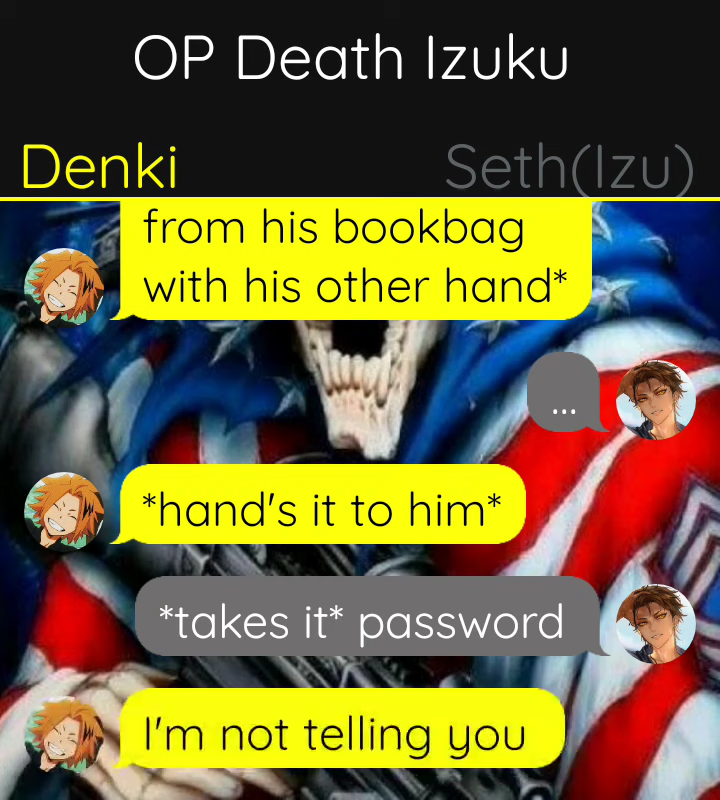 OP Death Izuku
Denki
Seth(Izu)
from his bookbag
with his other hand*
...
*hand's it to him*
*takes it* password
I'm not telling you